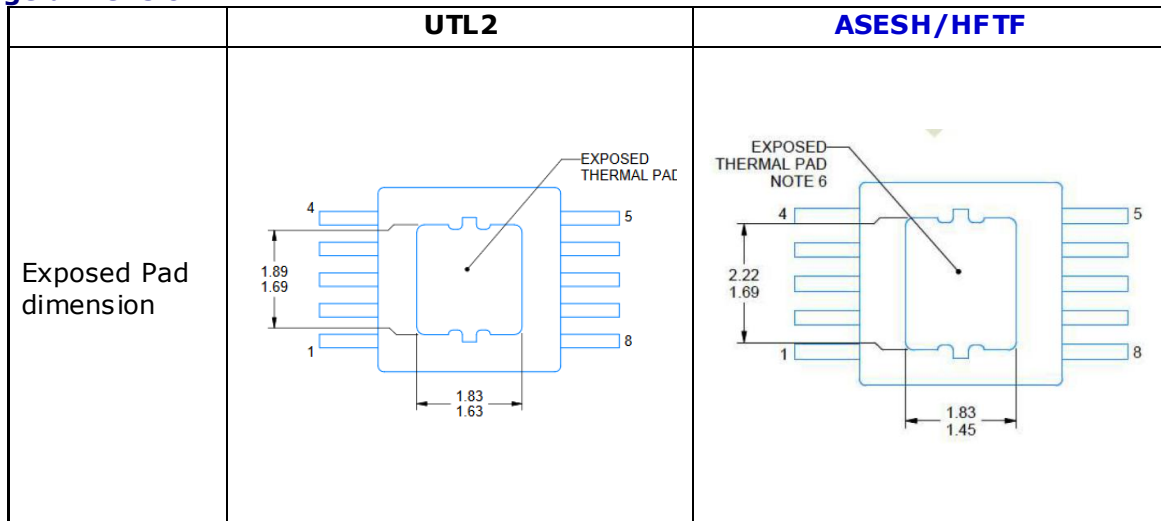 UTL2
ASESH/HFTF
Exposed Pad
dimension
EXPOSED
THERMAL PAD
4
5
1.89
1.69
1
8
1.83
1.63
EXPOSED
THERMAL PAD
NOTE 6
4
5
2.22
1.69
1
8
1.83
1.45